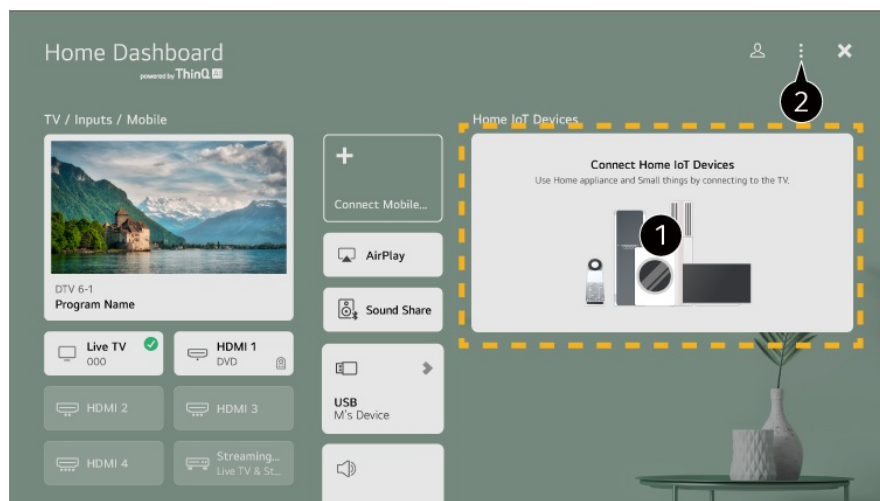 Home Dashboard
powered by ThinQ AI
2
TV / Inputs / Mobile
Home IoT Devices
DTV 6-1
Program Name
Live TV
000
HDMI 1
DVD
HDMI 2
HDMI 3
HDMI 4
Streaming...
Live TV & St...
Connect Mobile...
AirPlay
Sound Share
USB
M's Device
Connect Home IoT Devices
Use Home appliance and Small things by connecting to the TV.
1